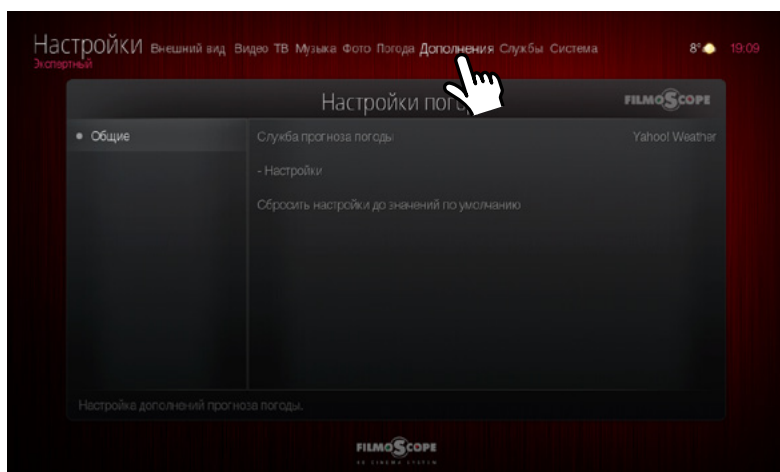 Настройки Внешний вид Видео ТВ Музыка Фото Погода Дополнения Службы Система 8° 19:09
Экспертный
Настройки пог FILMOSCOPE
Общие
Служба прогноза погоды Yahoo! Weather
- Настройки
Сбросить настройки до значений по умолчанию
Настройка дополнений прогноза погоды.
FILMOSCOPE